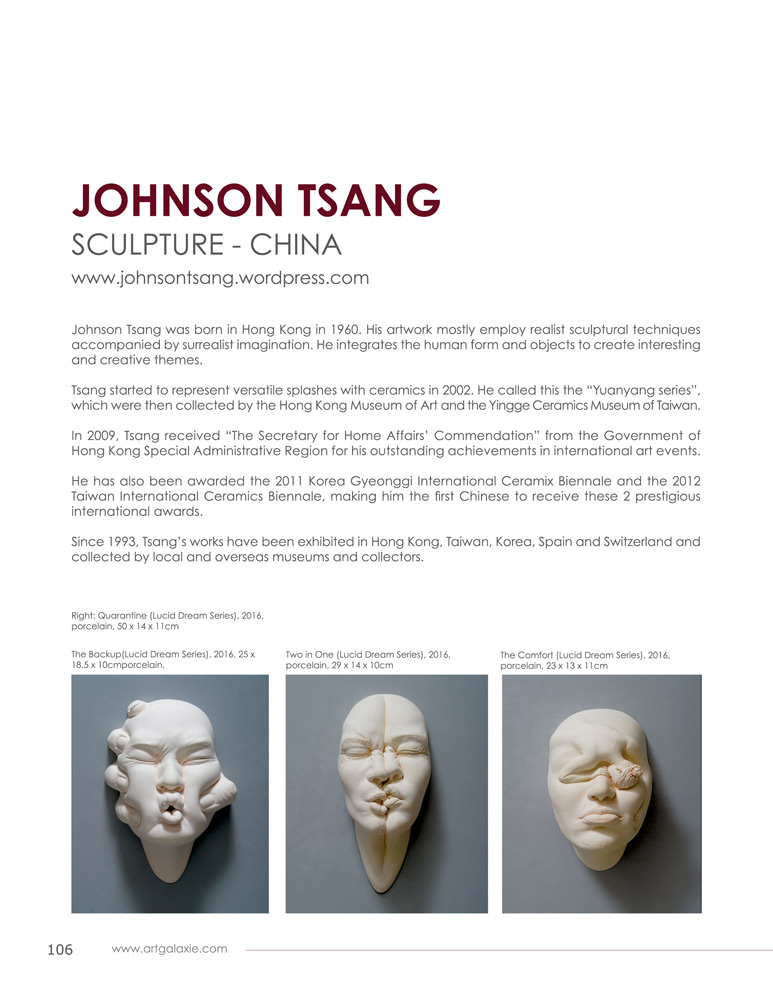 JOHNSON TSANG
SCULPTURE - CHINA
www.johnsontsang.wordpress.com
Johnson Tsang was born in Hong Kong in 1960. His artwork mostly employ realist sculptural techniques
accompanied by surrealist imagination. He integrates the human form and objects to create interesting
and creative themes.
Tsang started to represent versatile splashes with ceramics in 2002. He called this the “Yuanyang series”,
which were then collected by the Hong Kong Museum of Art and the Yingge Ceramics Museum of Taiwan.
In 2009, Tsang received “The Secretary for Home Affairs’ Commendation” from the Government of
Hong Kong Special Administrative Region for his outstanding achievements in international art events.
He has also been awarded the 2011 Korea Gyeonggi International Ceramix Biennale and the 2012
Taiwan International Ceramics Biennale, making him the first Chinese to receive these 2 prestigious
international awards.
Since 1993, Tsang’s works have been exhibited in Hong Kong, Taiwan, Korea, Spain and Switzerland and
collected by local and overseas museums and collectors.
Right: Quarantine (Lucid Dream Series), 2016,
porcelain, 50 x 14 x 11cm
The Backup(Lucid Dream Series), 2016, 25 x
18.5 x 10cmporcelain,
Two in One (Lucid Dream Series), 2016,
porcelain, 29 x 14 x 10cm
The Comfort (Lucid Dream Series), 2016,
porcelain, 23 x 13 x 11cm
106
www.artgalaxie.com